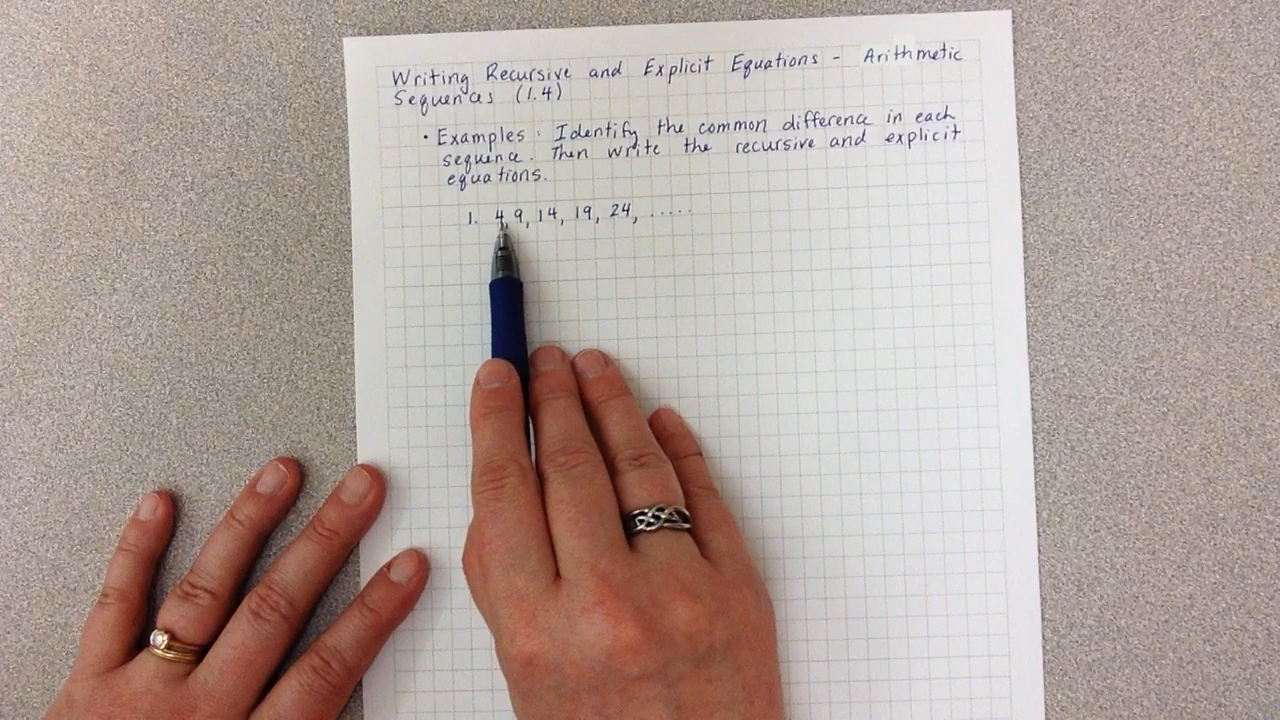 Writing Recursive and Explicit Equations - Arithmetic
Sequences (1.4)
• Examples: Identify the common difference in each
sequence. Then write the recursive and explicit
equations.
1. 4, 9, 14, 19, 24, .....